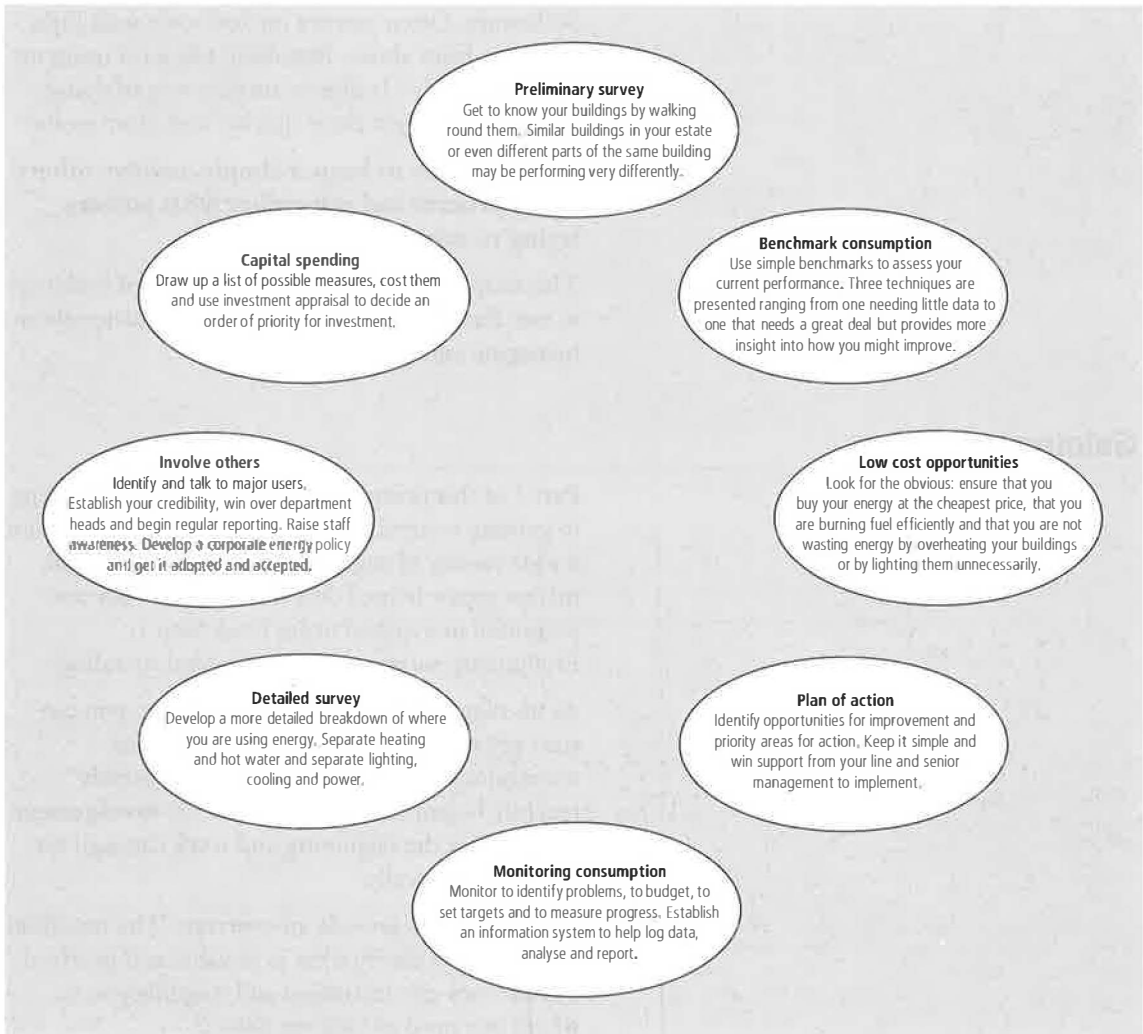 Preliminary survey
Get to know your buildings by walking
round them. Similar buildings in your estate
or even different parts of the same building
may be performing very differently.
Benchmark consumption
Use simple benchmarks to assess your
current performance. Three techniques are
presented ranging from one needing little data to
one that needs a great deal but provides more
insight into how you might improve.
Low cost opportunities
Look for the obvious: ensure that you
buy your energy at the cheapest price, that you
are burning fuel efficiently and that you are not
wasting energy by overheating your buildings
or by lighting them unnecessarily.
Plan of action
Identify opportunities for improvement and
priority areas for action. Keep it simple and
win support from your line and senior
management to implement.
Monitoring consumption
Monitor to identify problems, to budget, to
set targets and to measure progress. Establish
an information system to help log data,
analyse and report.
Detailed survey
Develop a more detailed breakdown of where
you are using energy. Separate heating
and hot water and separate lighting,
cooling and power.
Involve others
Identify and talk to major users.
Establish your credibility, win over department
heads and begin regular reporting. Raise staff
awareness. Develop a corporate energy policy
and get it adopted and accepted.
Capital spending
Draw up a list of possible measures, cost them
and use investment appraisal to decide an
order of priority for investment.